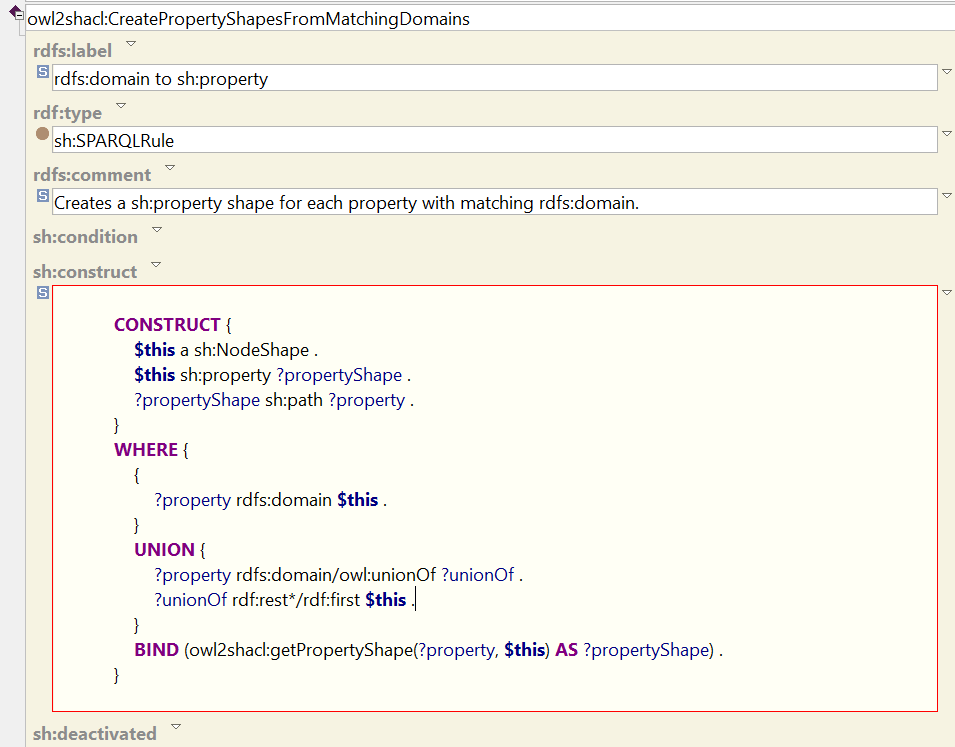 owl2shacl:CreatePropertyShapesFromMatchingDomains
rdfs:label
S rdfs:domain to sh:property
rdf:type
sh:SPARQLRule
rdfs:comment
S Creates a sh:property shape for each property with matching rdfs:domain.
sh:condition
sh:construct
S
CONSTRUCT {
$this a sh:NodeShape .
$this sh:property ?propertyShape .
?propertyShape sh:path ?property .
}
WHERE {
{
?property rdfs:domain $this .
}
UNION {
?property rdfs:domain/owl:unionOf ?unionOf .
?unionOf rdf:rest*/rdf:first $this .
}
BIND (owl2shacl:getPropertyShape(?property, $this) AS ?propertyShape) .
}
sh:deactivated